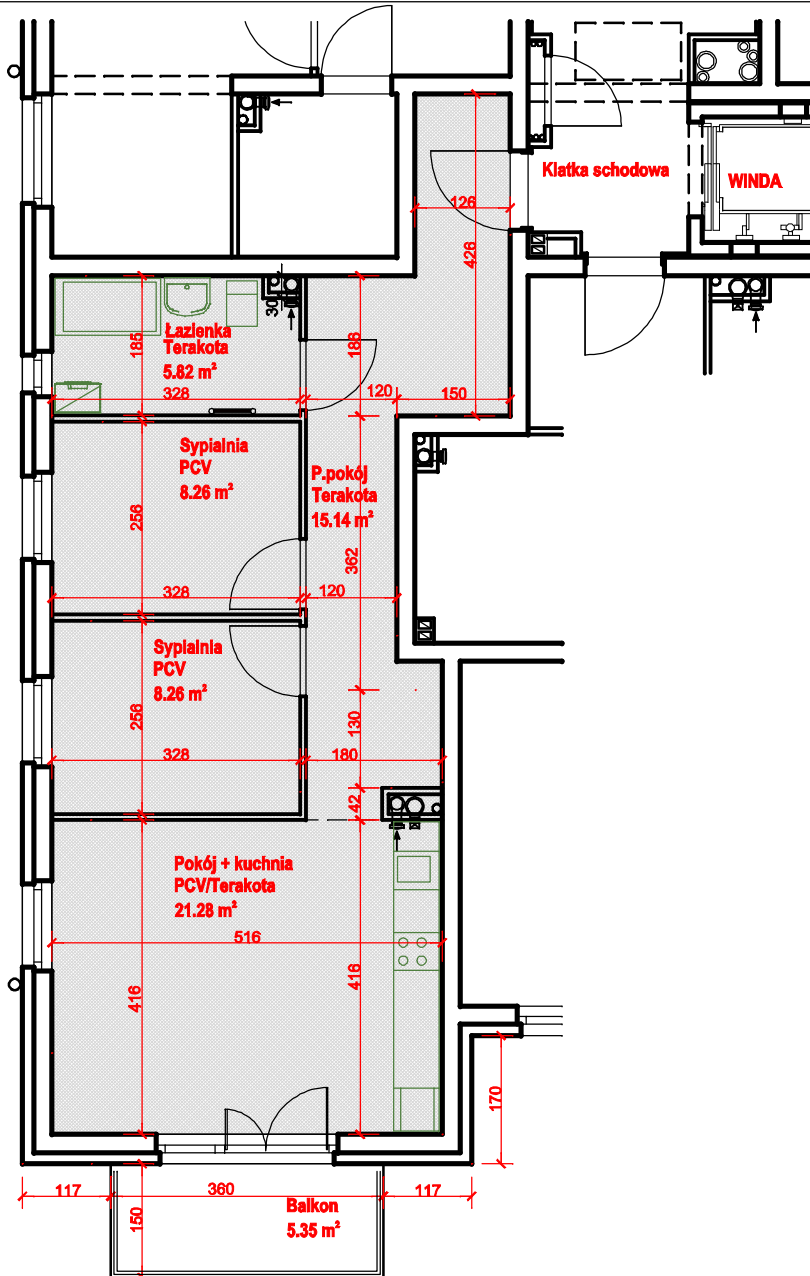 Klatka schodowa
WINDA
126
426
30
Łazienka
Terakota
5.82 m²
185
186
328
120
150
Sypialnia
PCV
8.26 m²
P.pokój
Terakota
15.14 m²
256
362
328
120
Sypialnia
PCV
8.26 m²
256
130
328
180
42
Pokój + kuchnia
PCV/Terakota
21.28 m²
516
416
416
170
117
360
117
Balkon
5.35 m²
150